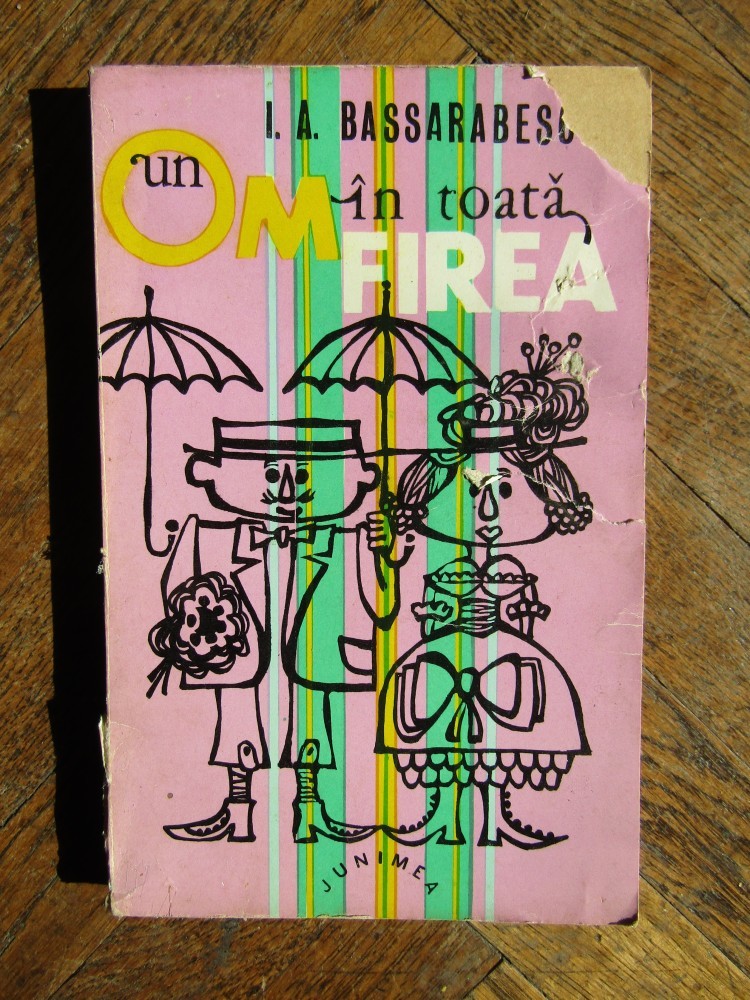 I. A. BASSARABESC
un OM în toată
FIREA
JUNIMEA